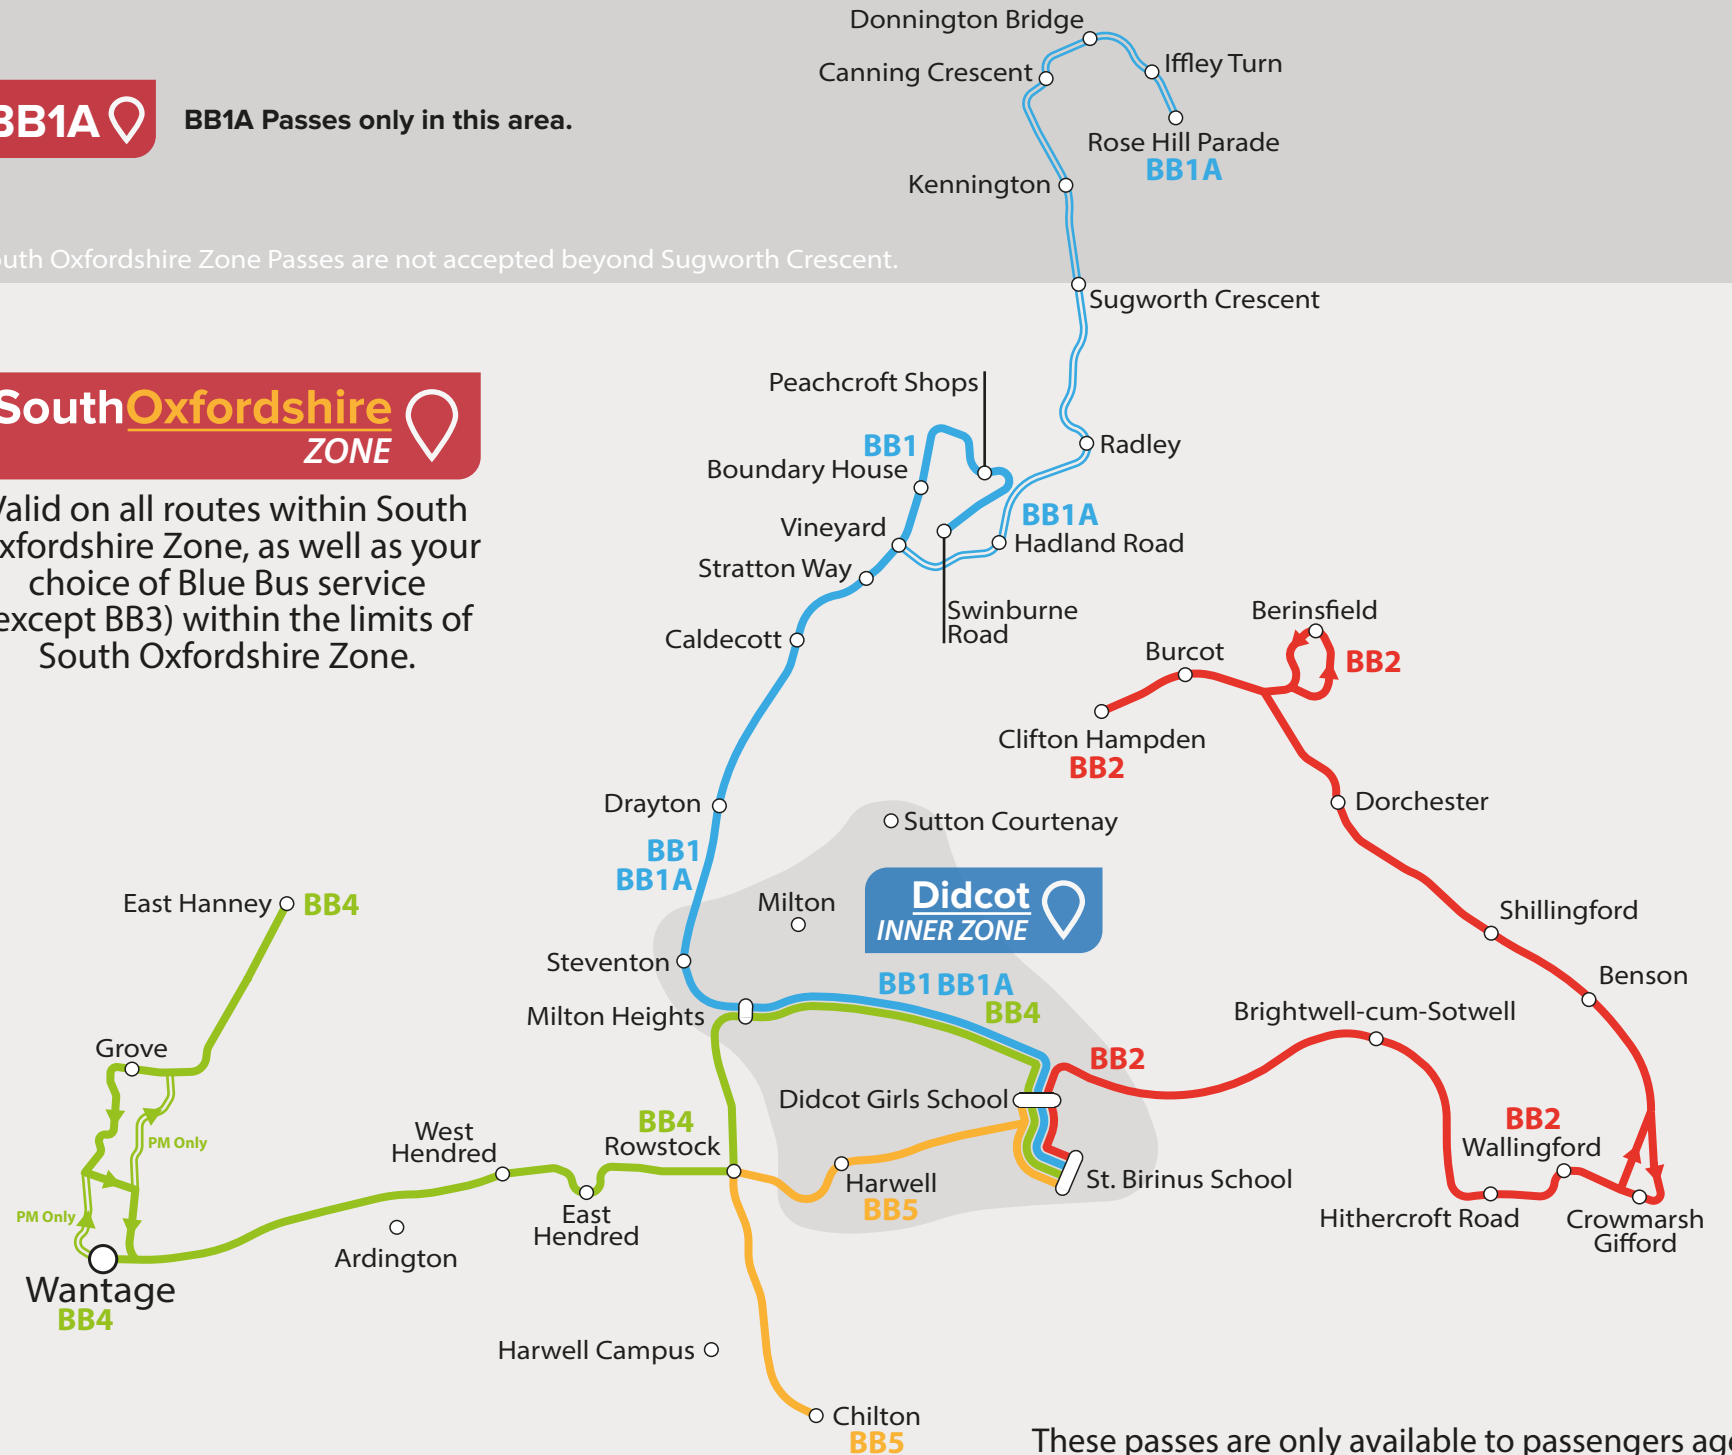 Donnington Bridge
Canning Crescent
Iffley Turn
BB1A
BB1A Passes only in this area.
Rose Hill Parade
BB1A
Kennington
Oxfordshire Zone Passes are not accepted beyond Sugworth Crescent.
Sugworth Crescent
Peachcroft Shops
SouthOxfordshire
ZONE
BB1
Radley
Boundary House
on all routes within South
Zone, as well as your
choice of Blue Bus service
BB3) within the limits of
South Oxfordshire Zone.
BB1A
Vineyard
Hadland Road
Stratton Way
Swinburne
Road
Caldecott
Berinsfield
Burcot
BB2
Clifton Hampden
BB2
Drayton
Dorchester
Sutton Courtenay
BB1
BB1A
East Hanney
BB4
Milton
Didcot
INNER ZONE
Shillingford
Steventon
Benson
BB1 BB1A
BB4
Milton Heights
Brightwell-cum-Sotwell
Grove
BB2
Didcot Girls School
PM Only
West
Hendred
BB4
Rowstock
BB2
Wallingford
Harwell
BB5
St. Birinus School
PM Only
East
Hendred
Ardington
Hithercroft Road
Crowmarsh
Gifford
Wantage
BB4
Harwell Campus
Chilton
BB5
These passes are only available to passengers